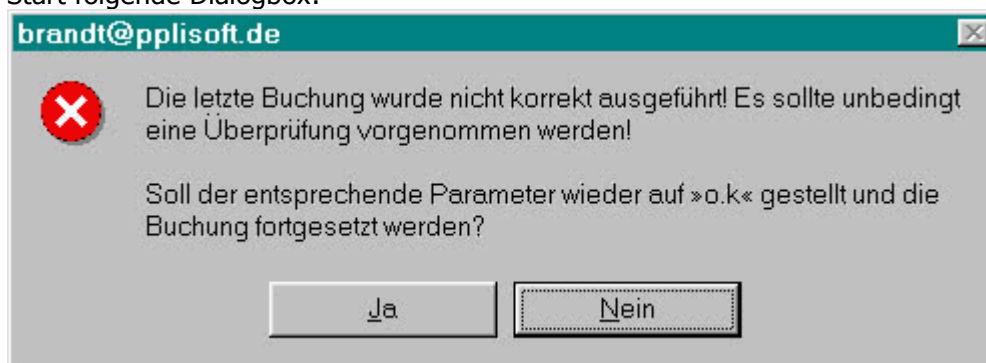 Start folgende Dialogbox:
brandt@pplisoft.de
Die letzte Buchung wurde nicht korrekt ausgeführt! Es sollte unbedingt
eine Überprüfung vorgenommen werden!
Soll der entsprechende Parameter wieder auf »o.k« gestellt und die
Buchung fortgesetzt werden?
Ja
Nein